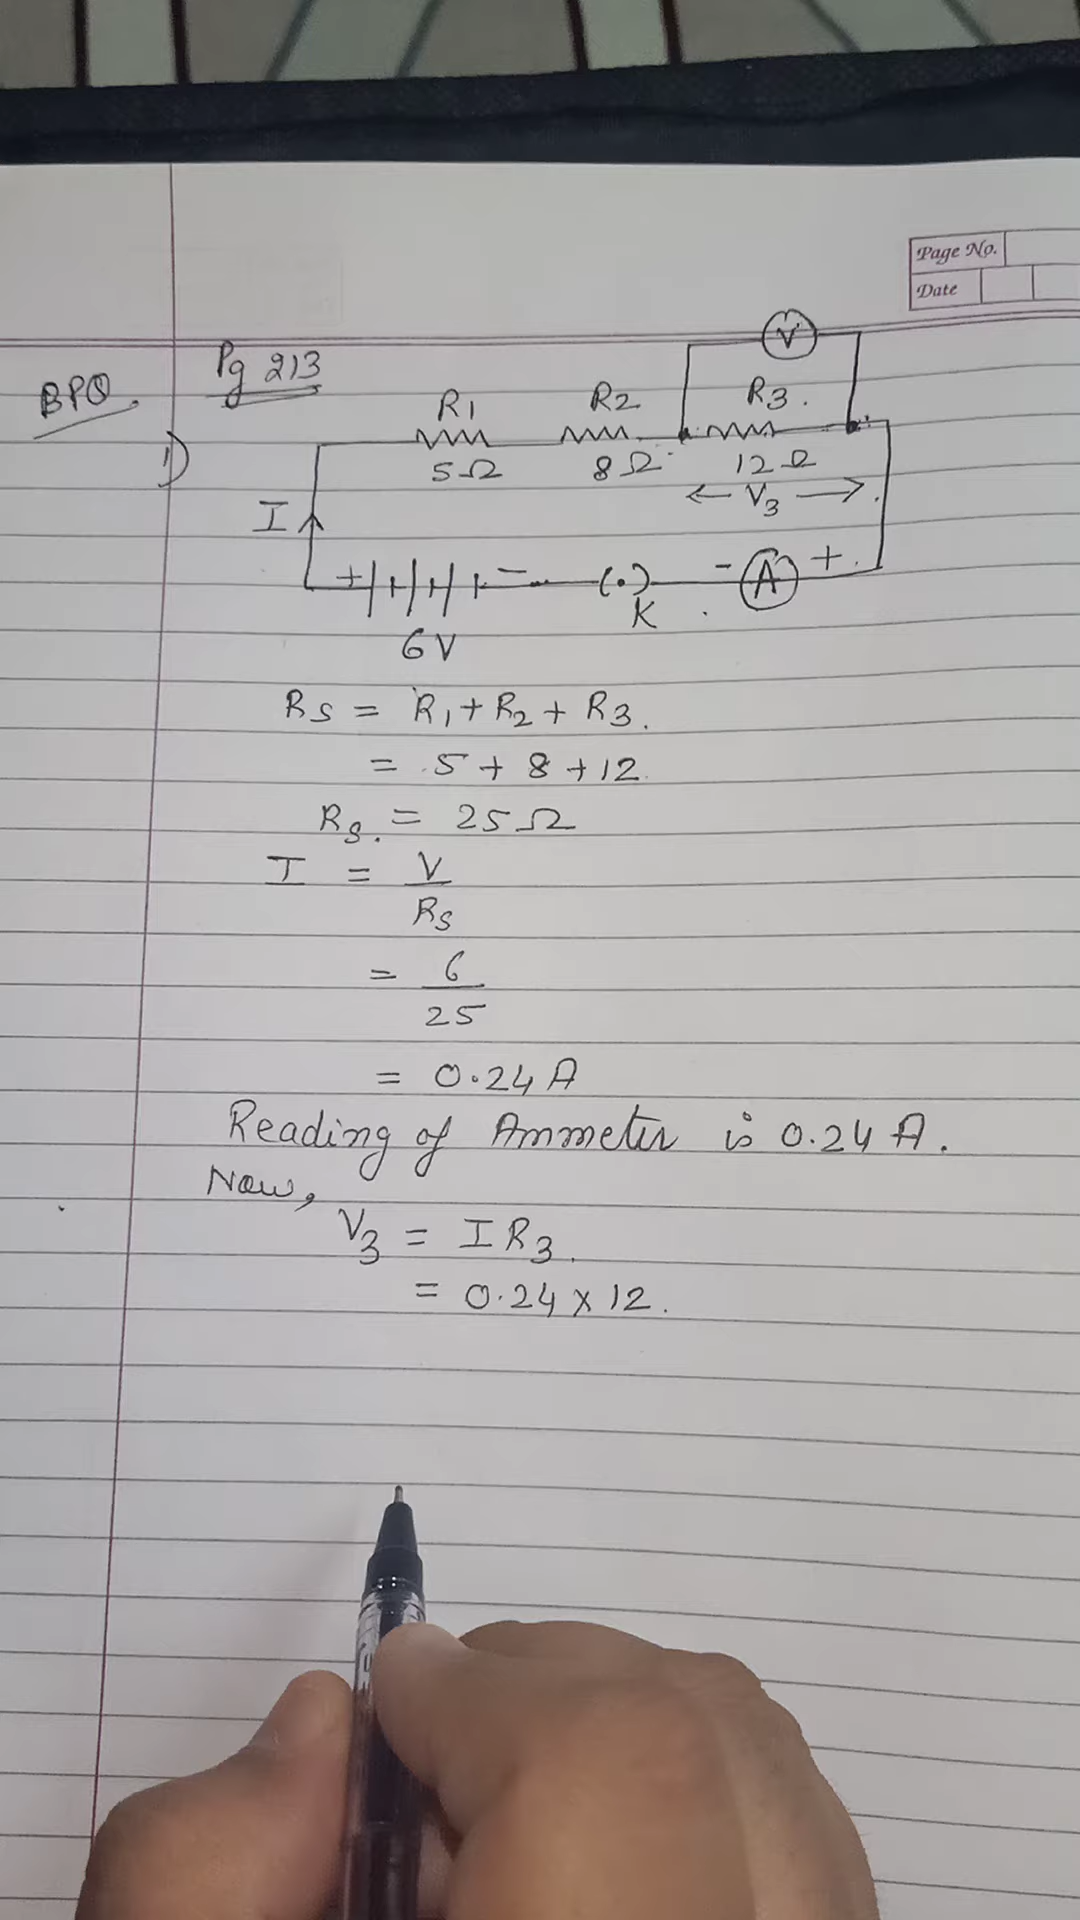 Page No.
Date
BPQ.
Pg 213
1)
V
R1 R2 R3.
5Ω 8Ω 12Ω
← V3 →
I
+ - (.) - A +
K
6V
RS = R1 + R2 + R3.
= 5 + 8 + 12.
RS. = 25Ω
I = V
RS
= 6
25
= 0.24 A
Reading of Ammeter is 0.24 A.
Now,
V3 = I R3.
= 0.24 x 12.